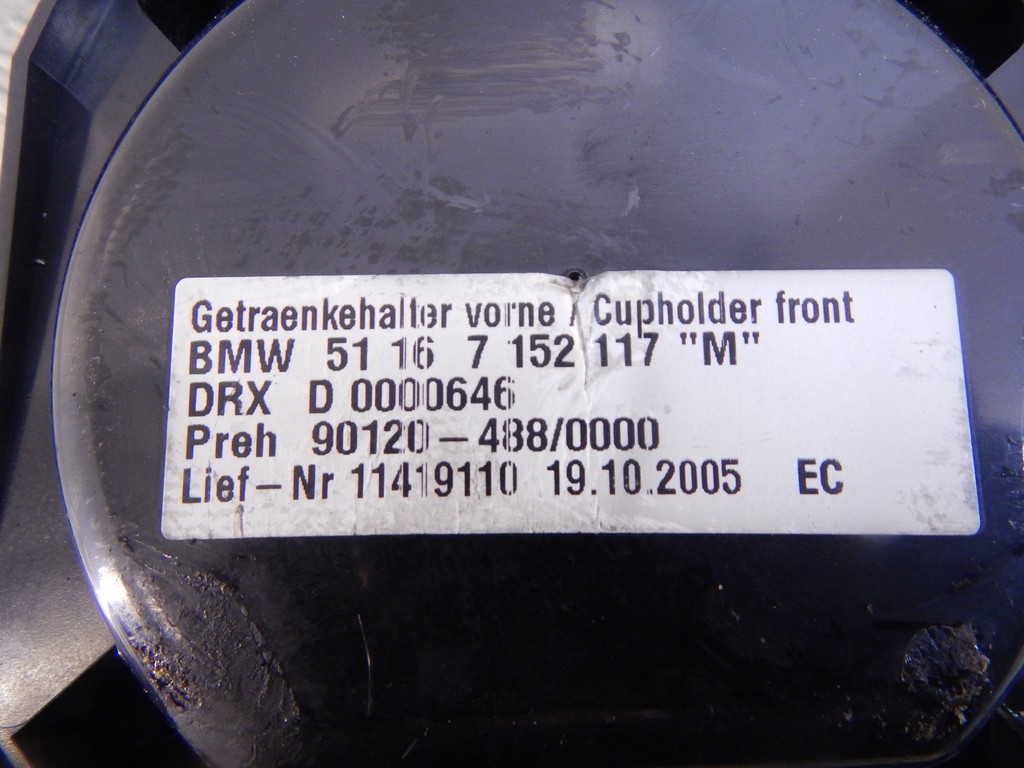 Getraenkehalter vorne / Cupholder front
BMW 51 16 7 152 117 "M"
DRX D 0000646
Preh 90120-488/0000
Lief-Nr 11419110 19.10.2005 EC